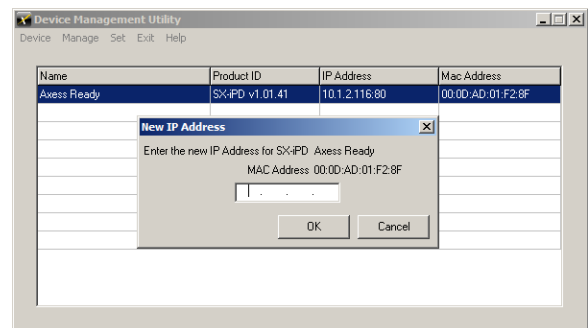 Device Management Utility
Device Manage Set Exit Help
Name Product ID IP Address Mac Address
Axess Ready SX-iPD v1.01.41 10.1.2.116:80 00:0D:AD:01:F2:8F
New IP Address
Enter the new IP Address for SX-iPD Axess Ready
MAC Address 00:0D:AD:01:F2:8F
. . .
OK Cancel